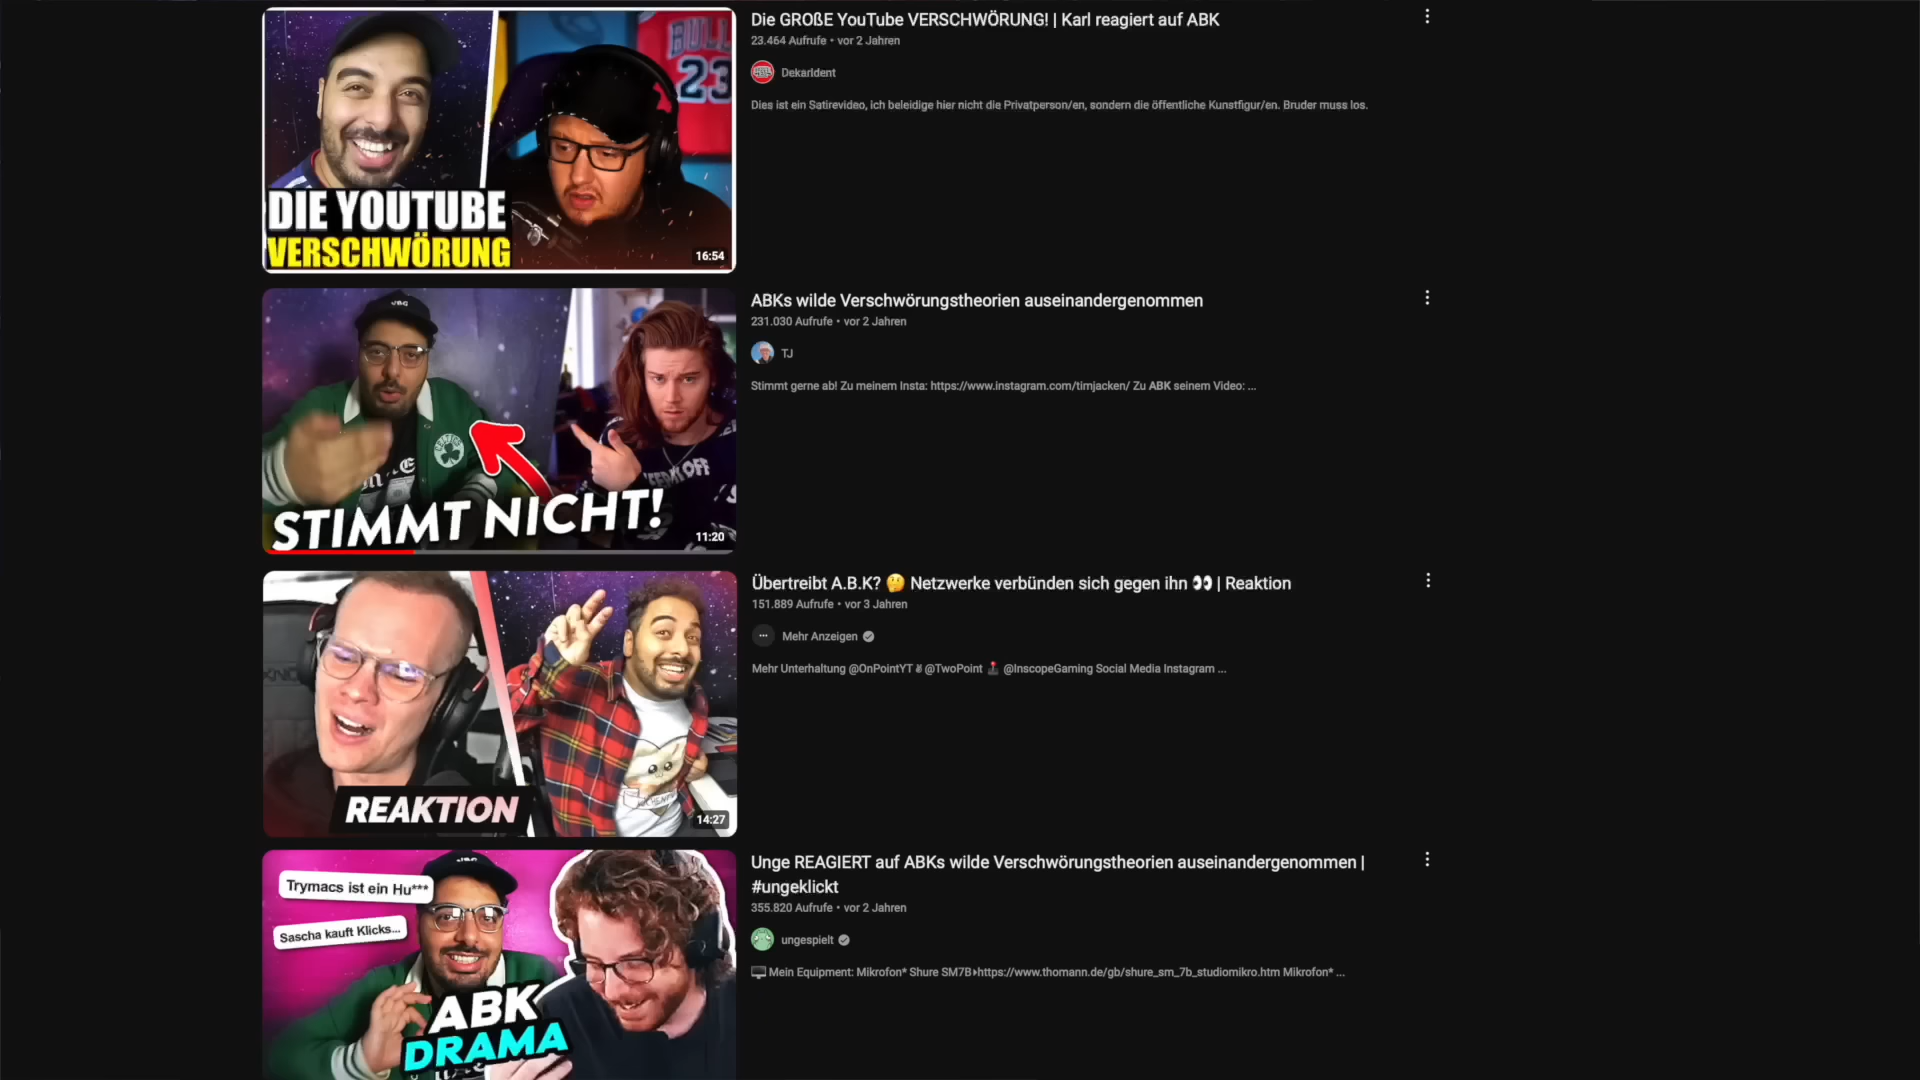 BULL
23
DIE YOUTUBE
VERSCHWÖRUNG
16:54
Die GROßE YouTube VERSCHWÖRUNG! | Karl reagiert auf ABK
23.464 Aufrufe • vor 2 Jahren
Dekarldent
Dies ist ein Satirevideo, ich beleidige hier nicht die Privatperson/en, sondern die öffentliche Kunstfigur/en. Bruder muss los.
STIMMT NICHT!
11:20
ABKs wilde Verschwörungstheorien auseinandergenommen
231.030 Aufrufe • vor 2 Jahren
TJ
Stimmt gerne ab! Zu meinem Insta: https://www.instagram.com/timjacken/ Zu ABK seinem Video: ...
REAKTION
14:27
Übertreibt A.B.K? 🤔 Netzwerke verbünden sich gegen ihn 👀 | Reaktion
151.889 Aufrufe • vor 3 Jahren
Mehr Anzeigen
Mehr Unterhaltung @OnPointYT ✌ @TwoPoint 🕹 @InscopeGaming Social Media Instagram ...
Trymacs ist ein Hu***
Sascha kauft Klicks...
ABK
DRAMA
Unge REAGIERT auf ABKs wilde Verschwörungstheorien auseinandergenommen |
#ungeklickt
355.820 Aufrufe • vor 2 Jahren
ungespielt
🖥 Mein Equipment: Mikrofon* Shure SM7B▸https://www.thomann.de/gb/shure_sm_7b_studiomikro.htm Mikrofon* ...